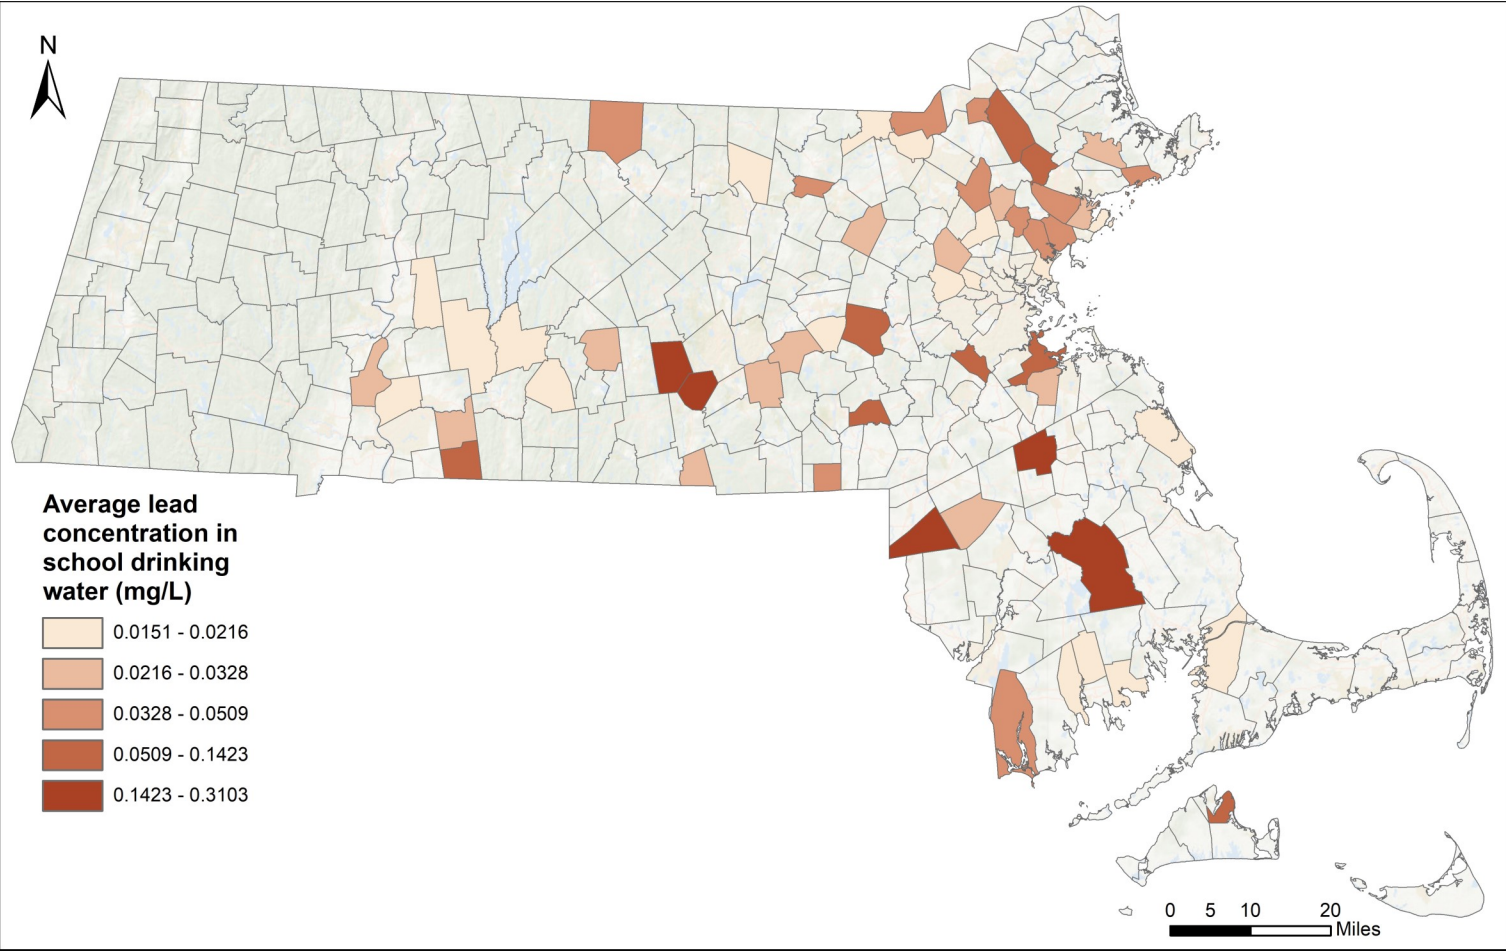 N
Average lead
concentration in
school drinking
water (mg/L)
0.0151 - 0.0216
0.0216 - 0.0328
0.0328 - 0.0509
0.0509 - 0.1423
0.1423 - 0.3103
0 5 10 20
Miles